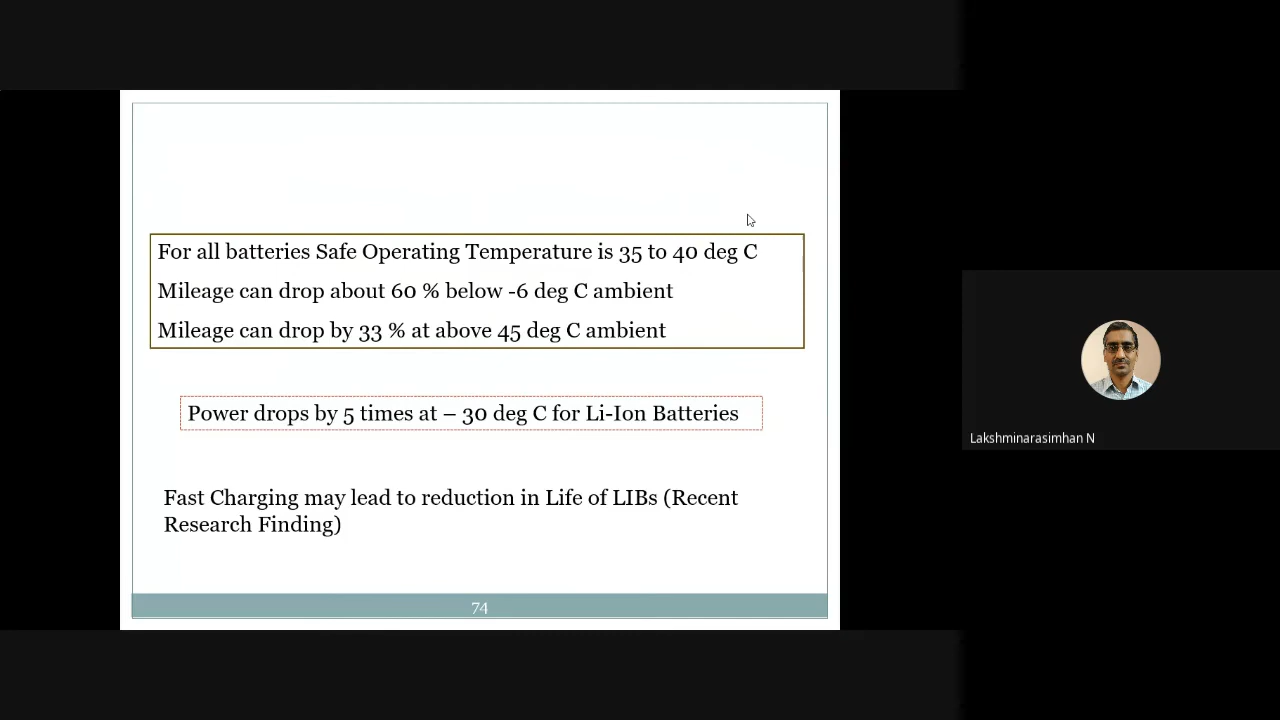 For all batteries Safe Operating Temperature is 35 to 40 deg C
Mileage can drop about 60 % below -6 deg C ambient
Mileage can drop by 33 % at above 45 deg C ambient
Power drops by 5 times at – 30 deg C for Li-Ion Batteries
Fast Charging may lead to reduction in Life of LIBs (Recent
Research Finding)
74
Lakshminarasimhan N